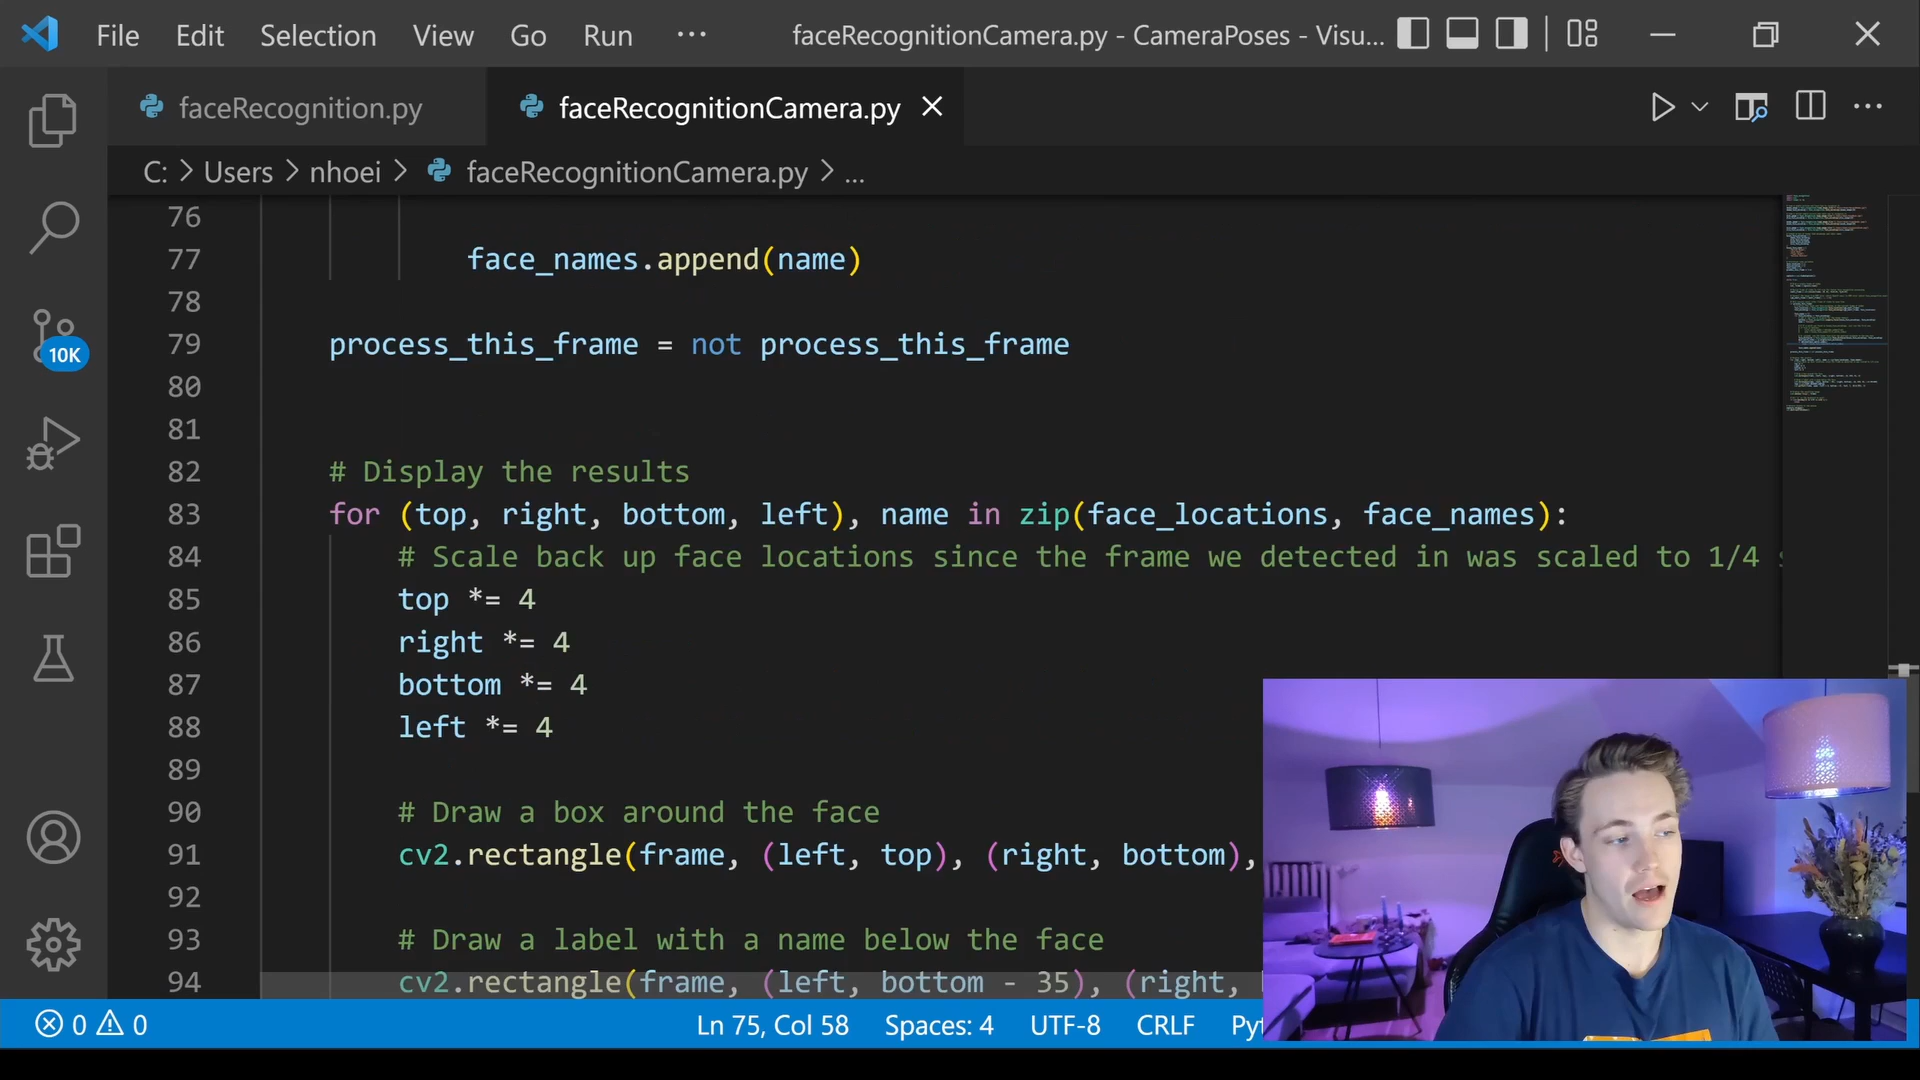 File Edit Selection View Go Run ··· faceRecognitionCamera.py - CameraPoses - Visu...
faceRecognition.py faceRecognitionCamera.py
C: > Users > nhoei > faceRecognitionCamera.py > ...
76
77 face_names.append(name)
78
79 process_this_frame = not process_this_frame
80
81
82 # Display the results
83 for (top, right, bottom, left), name in zip(face_locations, face_names):
84 # Scale back up face locations since the frame we detected in was scaled to 1/4
85 top *= 4
86 right *= 4
87 bottom *= 4
88 left *= 4
89
90 # Draw a box around the face
91 cv2.rectangle(frame, (left, top), (right, bottom),
92
93 # Draw a label with a name below the face
94 cv2.rectangle(frame, (left, bottom - 35), (right,
10K
0 0 Ln 75, Col 58 Spaces: 4 UTF-8 CRLF Py